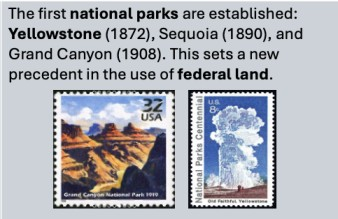 The first national parks are established:
Yellowstone (1872), Sequoia (1890), and
Grand Canyon (1908). This sets a new
precedent in the use of federal land.
32
USA
Grand Canyon National Park 1919
National Parks Centennial
U.S.
8c
Old Faithful, Yellowstone